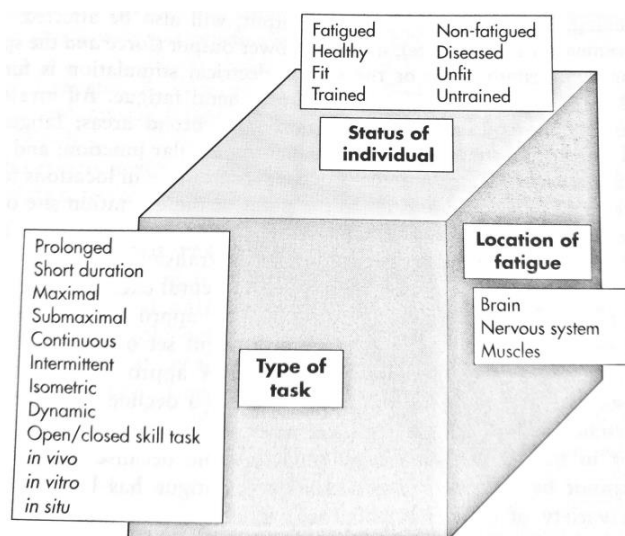 Fatigued Non-fatigued
Healthy Diseased
Fit Unfit
Trained Untrained
Status of
individual
Location of
fatigue
Brain
Nervous system
Muscles
Prolonged
Short duration
Maximal
Submaximal
Continuous
Intermittent
Isometric
Dynamic
Open/closed skill task
in vivo
in vitro
in situ
Type of
task